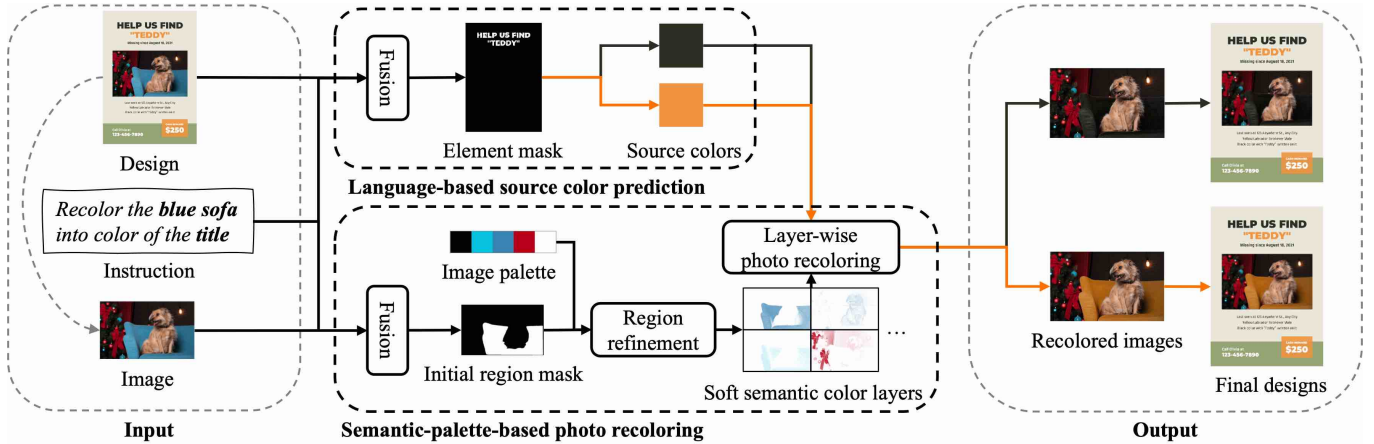 HELP US FIND
"TEDDY"
Missing since August 16, 2021
$250
123-456-7890
Design
Recolor the blue sofa
into color of the title
Instruction
Image
Input
Fusion
HELP US FIND
"TEDDY"
Element mask
Source colors
Language-based source color prediction
Image palette
Fusion
Initial region mask
Region
refinement
Layer-wise
photo recoloring
Soft semantic color layers
...
Semantic-palette-based photo recoloring
HELP US FIND
"TEDDY"
Missing since August 16, 2021
$250
123-456-7890
Recolored images
HELP US FIND
"TEDDY"
Missing since August 16, 2021
$250
123-456-7890
Final designs
Output